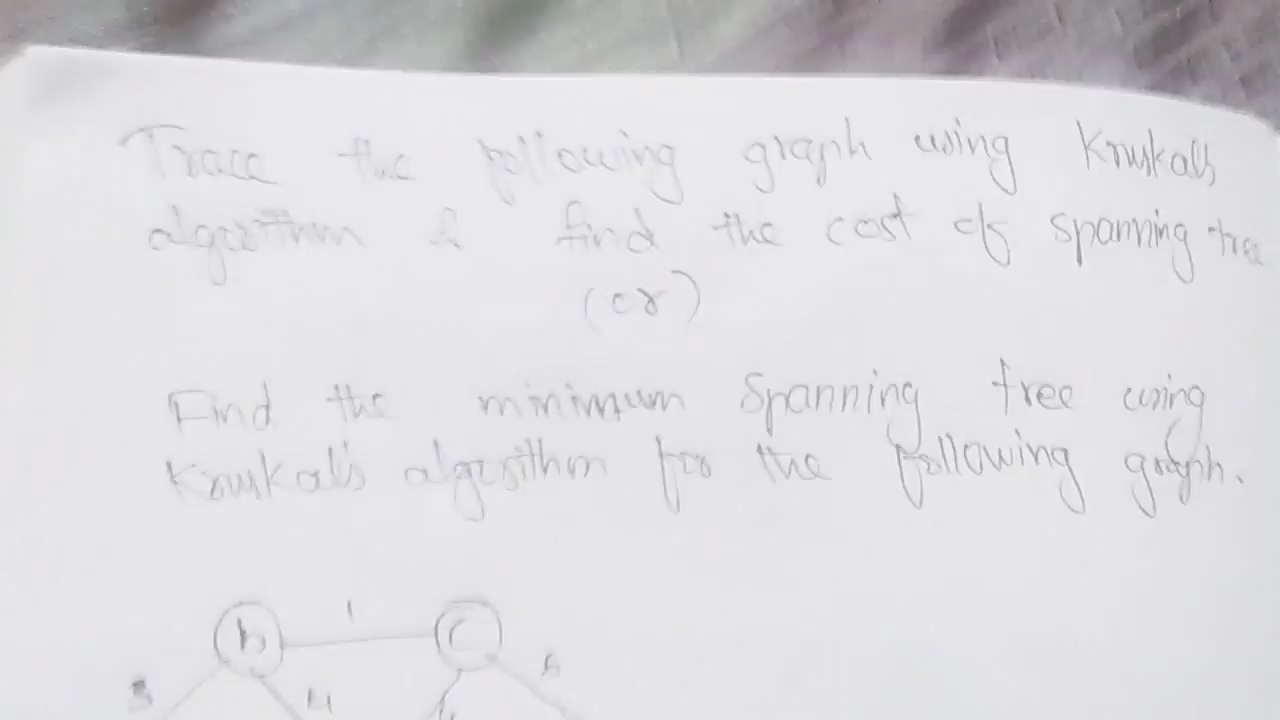 Trace the following graph using Kruskals
algorithm & find the cost of spanning tree
(or)
Find the minimum spanning tree using
Kruskal's algorithm for the following graph.
1
b c
3 4 6